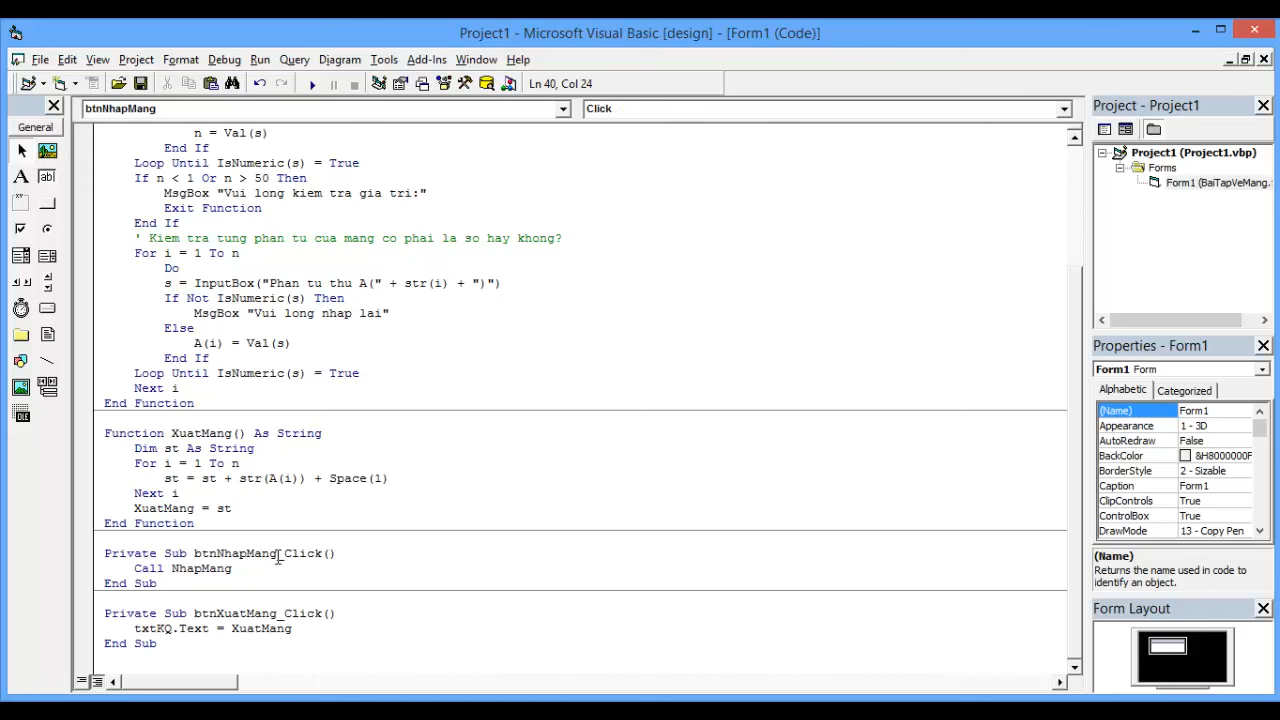 Project1 - Microsoft Visual Basic [design] - [Form1 (Code)]
File Edit View Project Format Debug Run Query Diagram Tools Add-Ins Window Help
Ln 40, Col 24
General
btnNhapMang Click
n = Val(s)
End If
Loop Until IsNumeric(s) = True
If n < 1 Or n > 50 Then
MsgBox "Vui long kiem tra gia tri:"
Exit Function
End If
' Kiem tra tung phan tu cua mang co phai la so hay khong?
For i = 1 To n
Do
s = InputBox("Phan tu thu A(" + str(i) + ")")
If Not IsNumeric(s) Then
MsgBox "Vui long nhap lai"
Else
A(i) = Val(s)
End If
Loop Until IsNumeric(s) = True
Next i
End Function
Function XuatMang() As String
Dim st As String
For i = 1 To n
st = st + str(A(i)) + Space(1)
Next i
XuatMang = st
End Function
Private Sub btnNhapMang_Click()
Call NhapMang
End Sub
Private Sub btnXuatMang_Click()
txtKQ.Text = XuatMang
End Sub
Project - Project1
Project1 (Project1.vbp)
Forms
Form1 (BaiTapVeMang.
Properties - Form1
Form1 Form
Alphabetic Categorized
(Name) Form1
Appearance 1 - 3D
AutoRedraw False
BackColor &H8000000F
BorderStyle 2 - Sizable
Caption Form1
ClipControls True
ControlBox True
DrawMode 13 - Copy Pen
(Name)
Returns the name used in code to
identify an object.
Form Layout